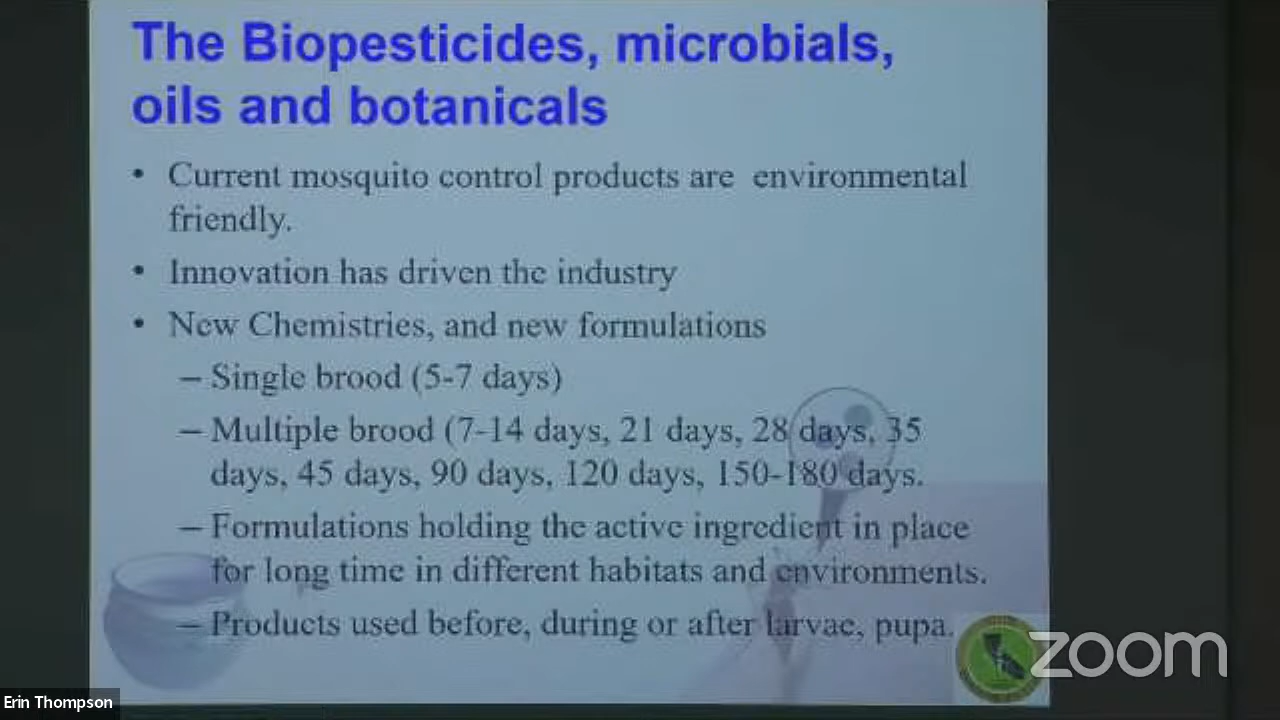 The Biopesticides, microbials,
oils and botanicals
• Current mosquito control products are environmental
friendly.
• Innovation has driven the industry
• New Chemistries, and new formulations
– Single brood (5-7 days)
– Multiple brood (7-14 days, 21 days, 28 days, 35
days, 45 days, 90 days, 120 days, 150-180 days.
– Formulations holding the active ingredient in place
for long time in different habitats and environments.
– Products used before, during or after larvae, pupa.
zoom
Erin Thompson